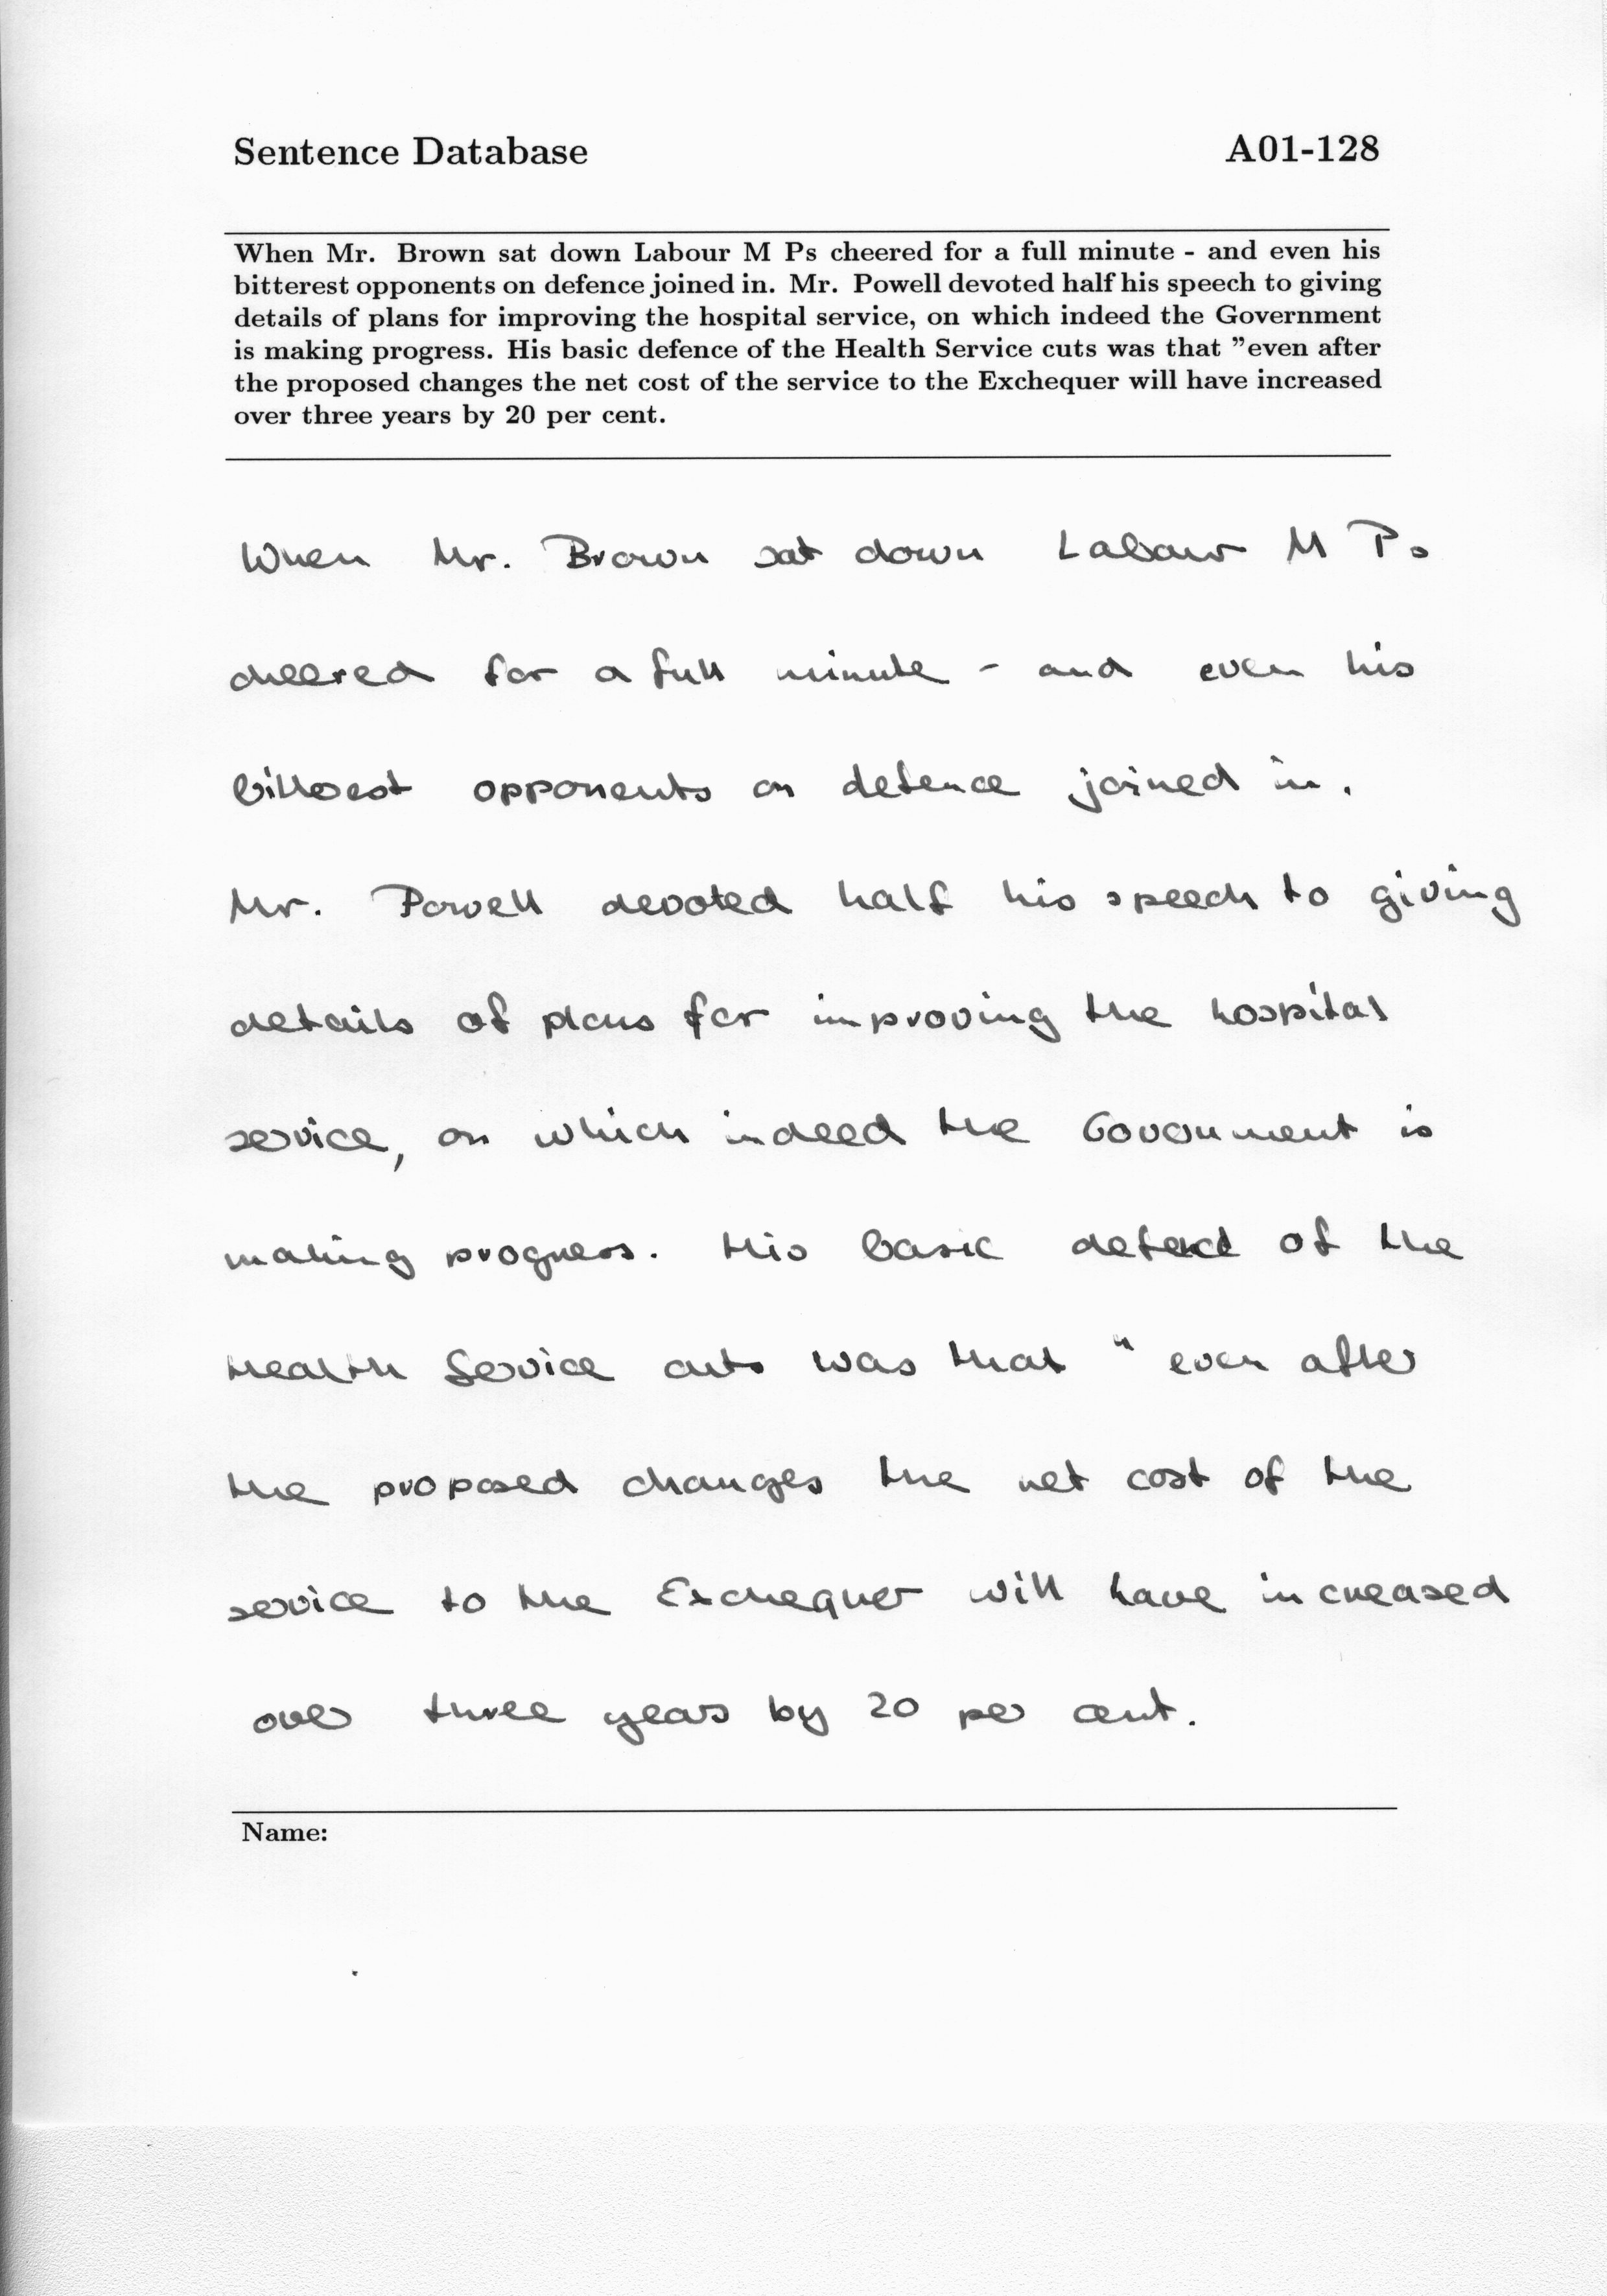 Sentence Database
A01-128
When Mr. Brown sat down Labour M Ps cheered for a full minute - and even his
bitterest opponents on defence joined in. Mr. Powell devoted half his speech to giving
details of plans for improving the hospital service, on which indeed the Government
is making progress. His basic defence of the Health Service cuts was that ”even after
the proposed changes the net cost of the service to the Exchequer will have increased
over three years by 20 per cent.
When Mr. Brown sat down Labour M Ps
cheered for a full minute - and even his
bitterest opponents on defence joined in.
Mr. Powell devoted half his speech to giving
details of plans for improving the hospital
service, on which indeed the Government is
making progress. His basic of the
Health Service cuts was that " even after
the proposed changes the net cost of the
service to the Exchequer will have increased
over three years by 20 per cent.
Name: